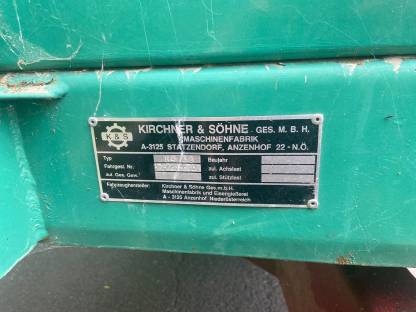 K & S
KIRCHNER & SÖHNE GES. M. B. H.
MASCHINENFABRIK
A-3125 STATZENDORF, ANZENHOF 22 - N.Ö.
Typ Baujahr
Fahrgest. Nr. zul. Achslast
zul. Ges. Gew. zul. Stützlast
Fahrzeughersteller: Kirchner & Söhne Ges.m.b.H.
Maschinenfabrik und Eisengießerei
A - 3125 Anzenhof Niederösterreich